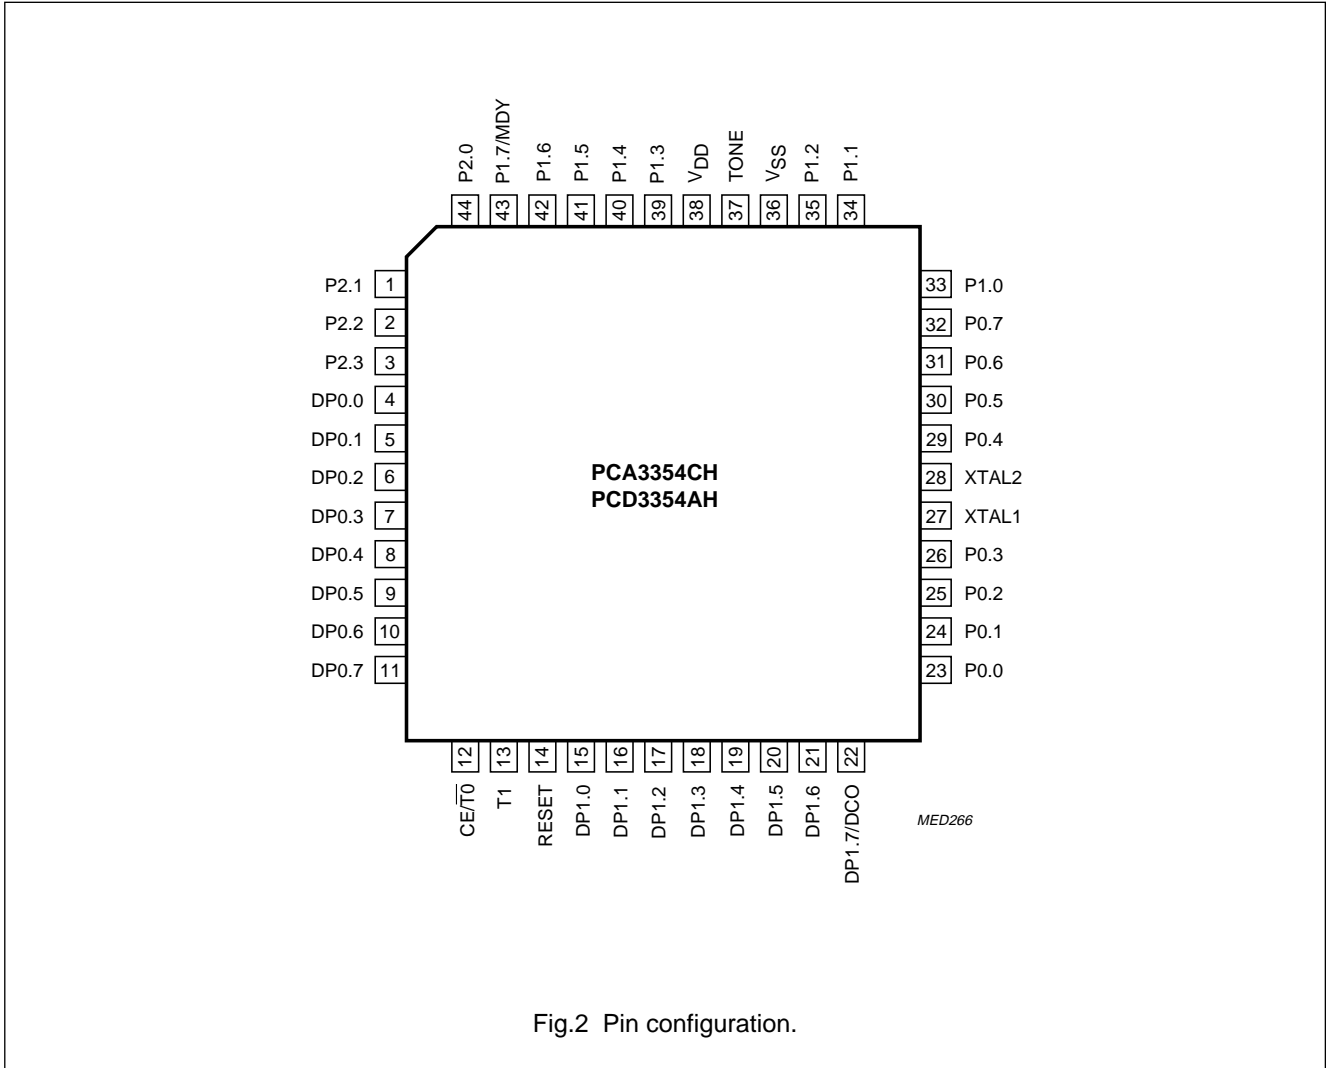 P2.0
P1.7/MDY
P1.6
P1.5
P1.4
P1.3
VDD
TONE
VSS
P1.2
P1.1
44
43
42
41
40
39
38
37
36
35
34
P2.1 1
P2.2 2
P2.3 3
DP0.0 4
DP0.1 5
DP0.2 6
DP0.3 7
DP0.4 8
DP0.5 9
DP0.6 10
DP0.7 11
PCA3354CH
PCD3354AH
33 P1.0
32 P0.7
31 P0.6
30 P0.5
29 P0.4
28 XTAL2
27 XTAL1
26 P0.3
25 P0.2
24 P0.1
23 P0.0
12
13
14
15
16
17
18
19
20
21
22
CE/T̅0̅
T1
RESET
DP1.0
DP1.1
DP1.2
DP1.3
DP1.4
DP1.5
DP1.6
DP1.7/DCO
MED266
Fig.2 Pin configuration.